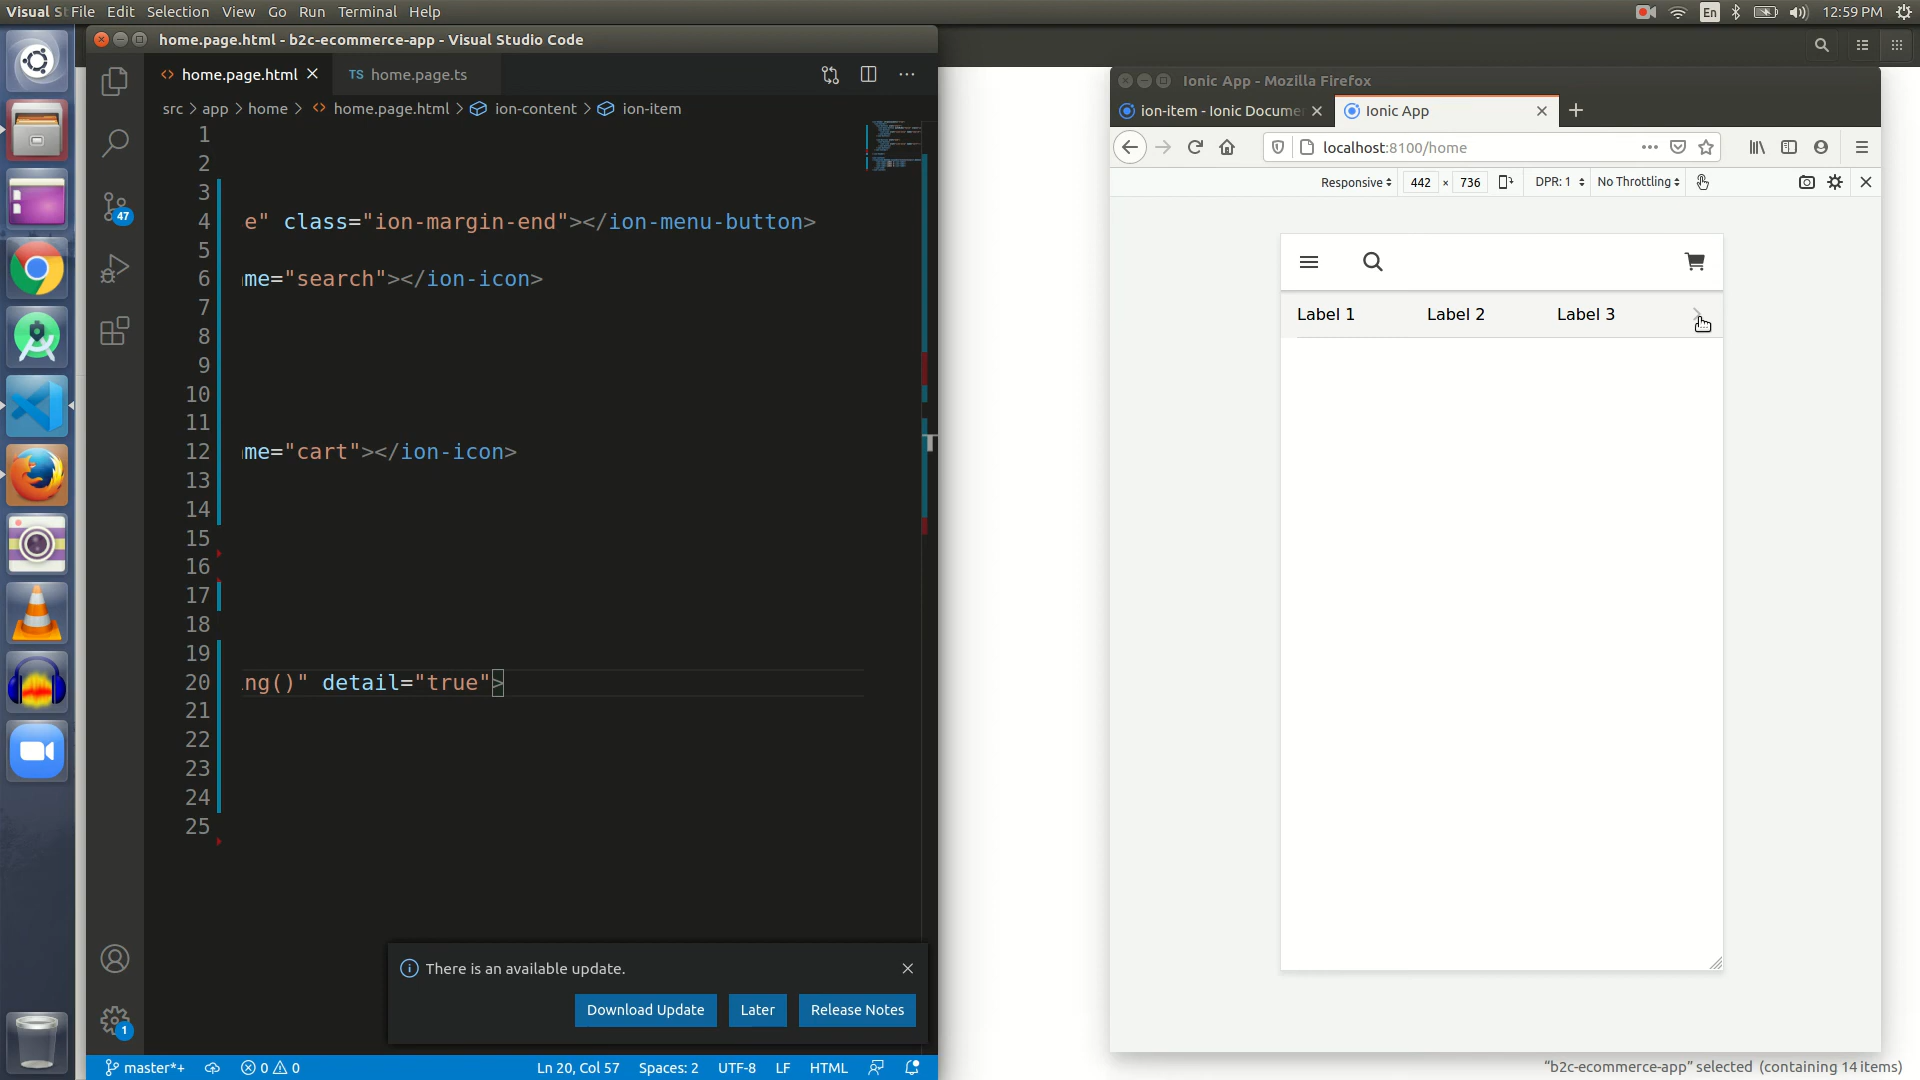 Visual St File Edit Selection View Go Run Terminal Help
En 12:59 PM
home.page.html - b2c-ecommerce-app - Visual Studio Code
home.page.html
TS home.page.ts
src > app > home > home.page.html > ion-content > ion-item
1
2
3
4 e" class="ion-margin-end"></ion-menu-button>
5
6 me="search"></ion-icon>
7
8
9
10
11
12 me="cart"></ion-icon>
13
14
15
16
17
18
19
20 ng()" detail="true">
21
22
23
24
25
47
1
There is an available update.
Download Update
Later
Release Notes
master*+ 0 0 Ln 20, Col 57 Spaces: 2 UTF-8 LF HTML
Ionic App - Mozilla Firefox
ion-item - Ionic Docume
Ionic App
localhost:8100/home
Responsive 442 × 736 DPR: 1 No Throttling
Label 1 Label 2 Label 3
"b2c-ecommerce-app" selected (containing 14 items)